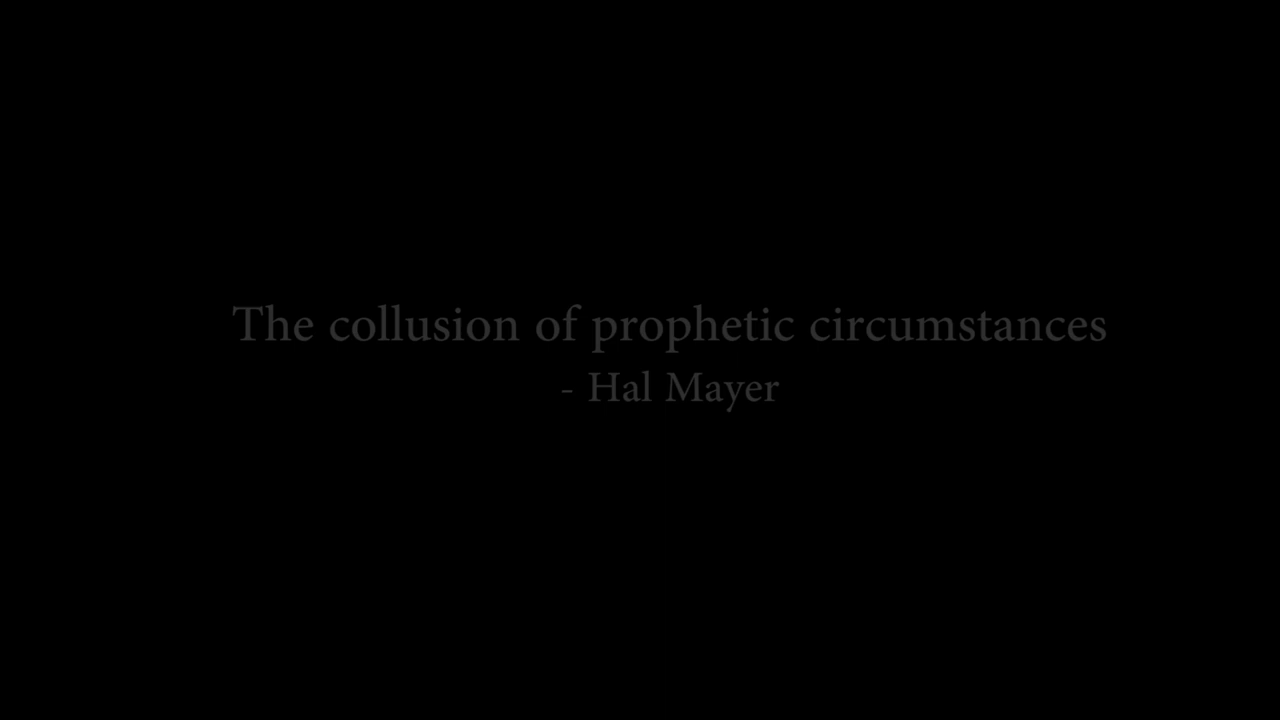 The collusion of prophetic circumstances
- Hal Mayer